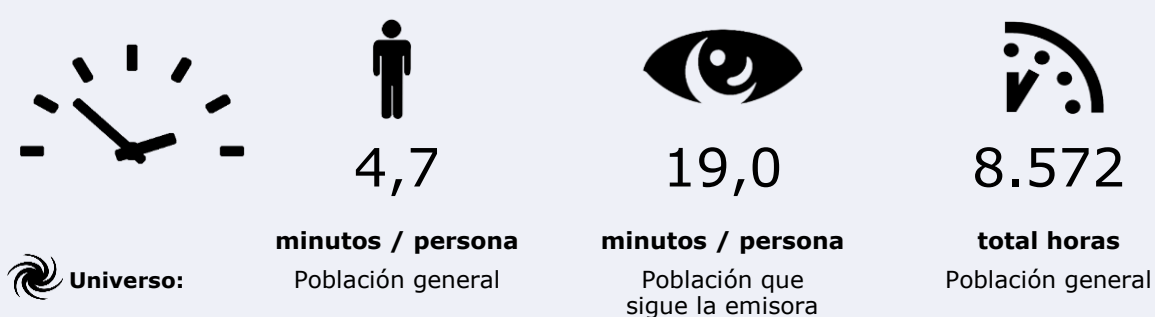 4,7
19,0
8.572
minutos / persona
minutos / persona
total horas
Universo:
Población general
Población que
sigue la emisora
Población general